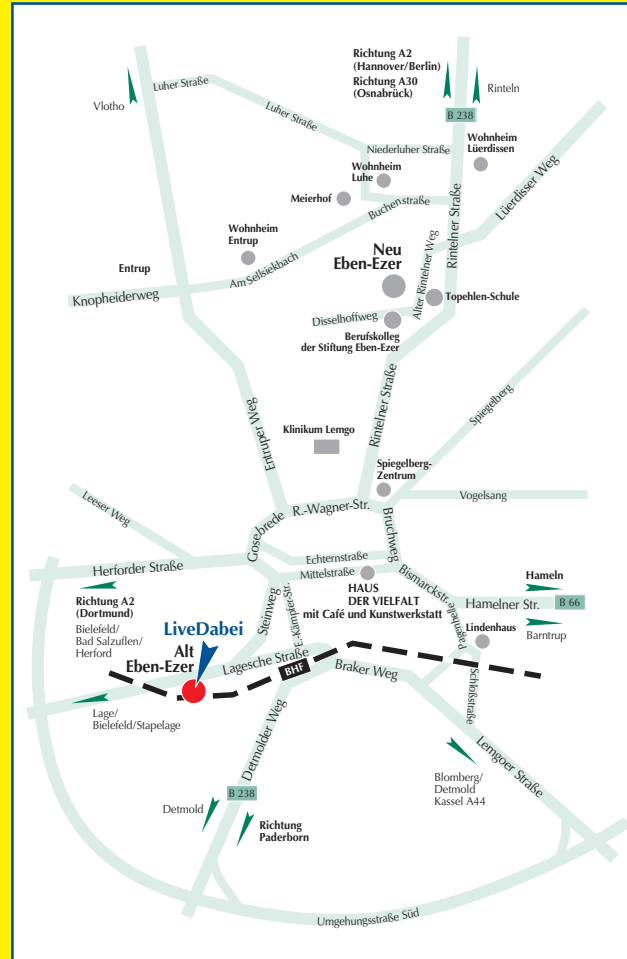 Richtung A2
(Hannover/Berlin)
Richtung A30
(Osnabrück)
Rinteln
B 238
Vlotho
Luher Straße
Luher Straße
Niederluher Straße
Wohnheim
Lüerdissen
Wohnheim
Luhe
Meierhof
Buchenstraße
Lüerdisser Weg
Rintelner Straße
Wohnheim
Entrup
Alter Rintelner Weg
Neu
Eben-Ezer
Entrup
Am Sellsiekbach
Knopheiderweg
Topehlen-Schule
Disselhoffweg
Berufskolleg
der Stiftung Eben-Ezer
Rintelner Straße
Spiegelberg
Entruper Weg
Klinikum Lemgo
Spiegelberg-
Zentrum
Vogelsang
Leeser Weg
R.-Wagner-Str.
Gosebrede
Bruchweg
Echternstraße
Mittelstraße
Herforder Straße
Bismarckstr.
Hameln
Richtung A2
(Dortmund)
Bielefeld/
Bad Salzuflen/
Herford
HAUS
DER VIELFALT
mit Café und Kunstwerkstatt
Hamelner Str.
B 66
Barntrup
Pagenhelle
Lindenhaus
Steinweg
E.-Kämpfer-Str.
LiveDabei
Alt
Eben-Ezer
Lagesche Straße
BHF
Braker Weg
Schloßstraße
Lage/
Bielefeld/Stapelage
Detmolder Weg
Lemgoer Straße
Blomberg/
Detmold
Kassel A44
B 238
Detmold
Richtung
Paderborn
Umgehungsstraße Süd